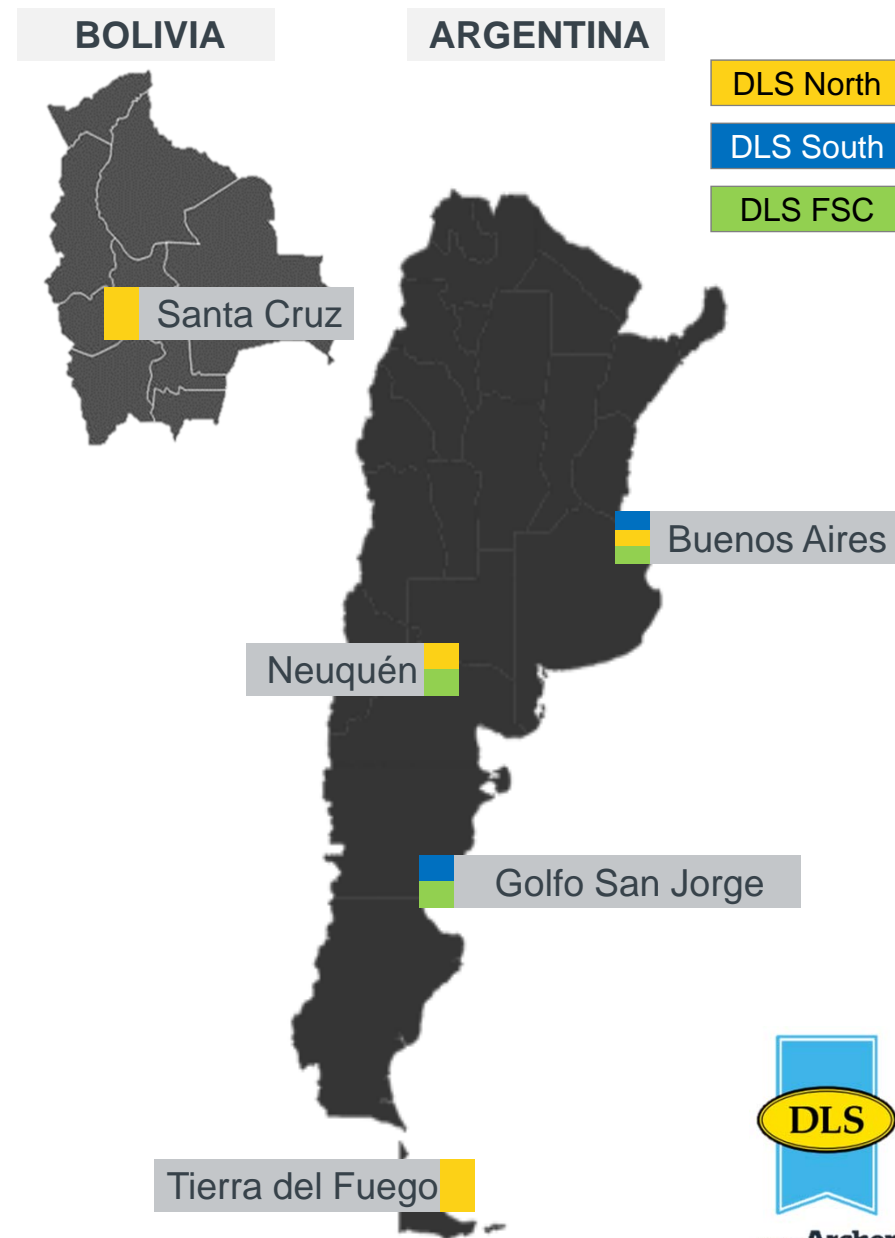 BOLIVIA
ARGENTINA
DLS North
DLS South
DLS FSC
Santa Cruz
Buenos Aires
Neuquén
Golfo San Jorge
Tierra del Fuego
DLS